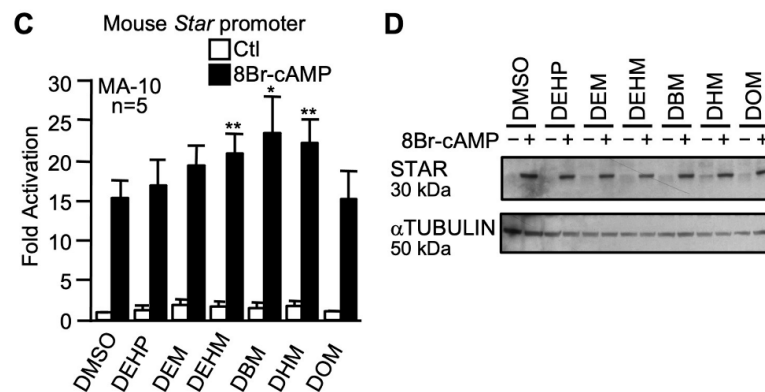 C
Mouse Star promoter
Ctl
8Br-cAMP
MA-10
n=5
30
25
20
15
10
5
0
Fold Activation
**
*
**
DMSO
DEHP
DEM
DEHM
DBM
DHM
DOM
D
DMSO
DEHP
DEM
DEHM
DBM
DHM
DOM
8Br-cAMP – + – + – + – + – + – + – +
STAR
30 kDa
αTUBULIN
50 kDa